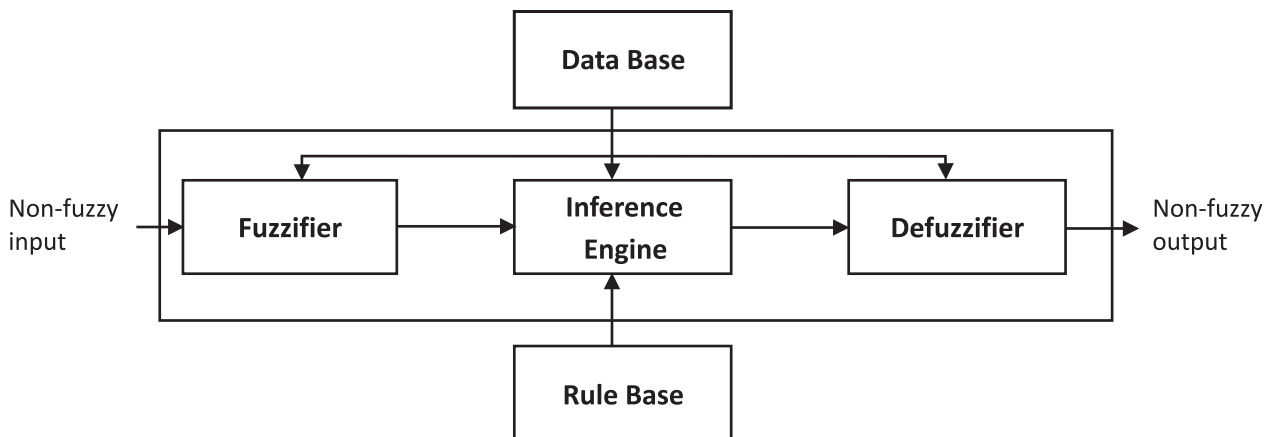 Data Base
Non-fuzzy
input
Fuzzifier
Inference
Engine
Defuzzifier
Non-fuzzy
output
Rule Base